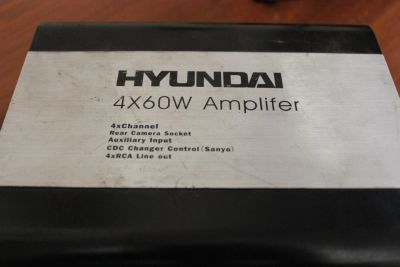 HYUNDAI
4X60W Amplifer
4xChannel
Rear Camera Socket
Auxiliary Input
CDC Changer Control(Sanyo)
4xRCA Line out